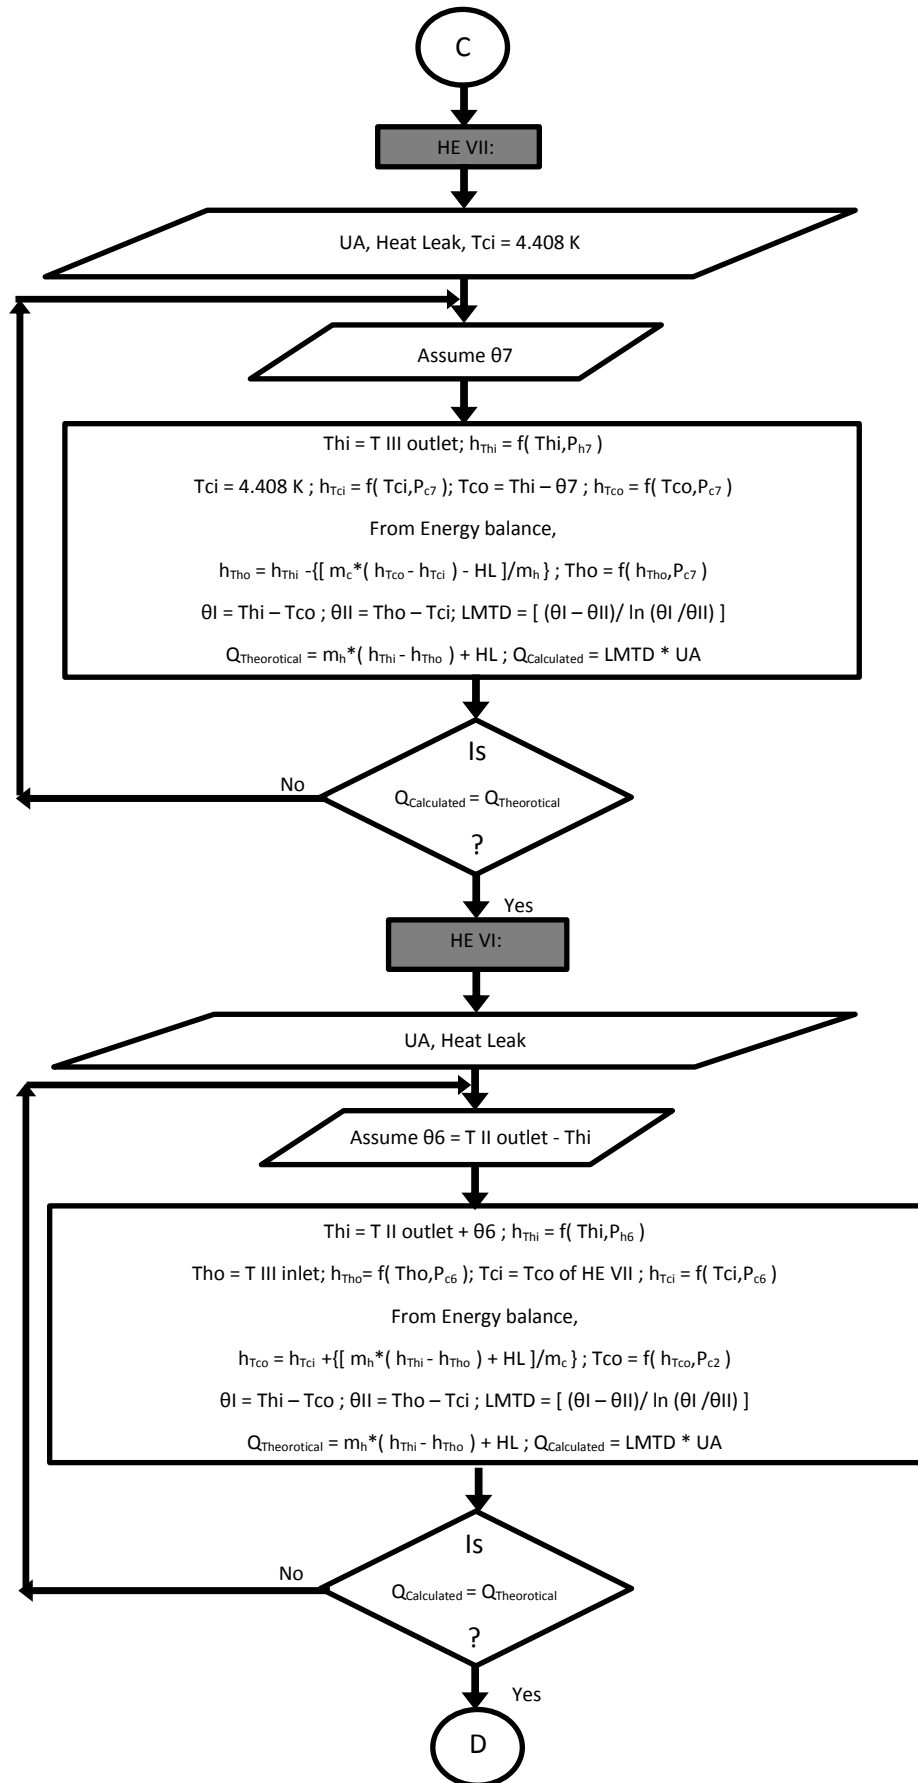 C
HE VII:
UA, Heat Leak, Tci = 4.408 K
Assume θ7
Thi = T III outlet; hThi = f( Thi,Ph7 )
Tci = 4.408 K ; hTci = f( Tci,Pc7 ); Tco = Thi – θ7 ; hTco = f( Tco,Pc7 )
From Energy balance,
hTho = hThi -{[ mc*( hTco - hTci ) - HL ]/mh } ; Tho = f( hTho,Pc7 )
θI = Thi – Tco ; θII = Tho – Tci; LMTD = [ (θI – θII)/ ln (θI /θII) ]
QTheorotical = mh*( hThi - hTho ) + HL ; QCalculated = LMTD * UA
Is
No
QCalculated = QTheorotical
?
Yes
HE VI:
UA, Heat Leak
Assume θ6 = T II outlet - Thi
Thi = T II outlet + θ6 ; hThi = f( Thi,Ph6 )
Tho = T III inlet; hTho= f( Tho,Pc6 ); Tci = Tco of HE VII ; hTci = f( Tci,Pc6 )
From Energy balance,
hTco = hTci +{[ mh*( hThi - hTho ) + HL ]/mc } ; Tco = f( hTco,Pc2 )
θI = Thi – Tco ; θII = Tho – Tci ; LMTD = [ (θI – θII)/ ln (θI /θII) ]
QTheorotical = mh*( hThi - hTho ) + HL ; QCalculated = LMTD * UA
Is
No
QCalculated = QTheorotical
?
Yes
D